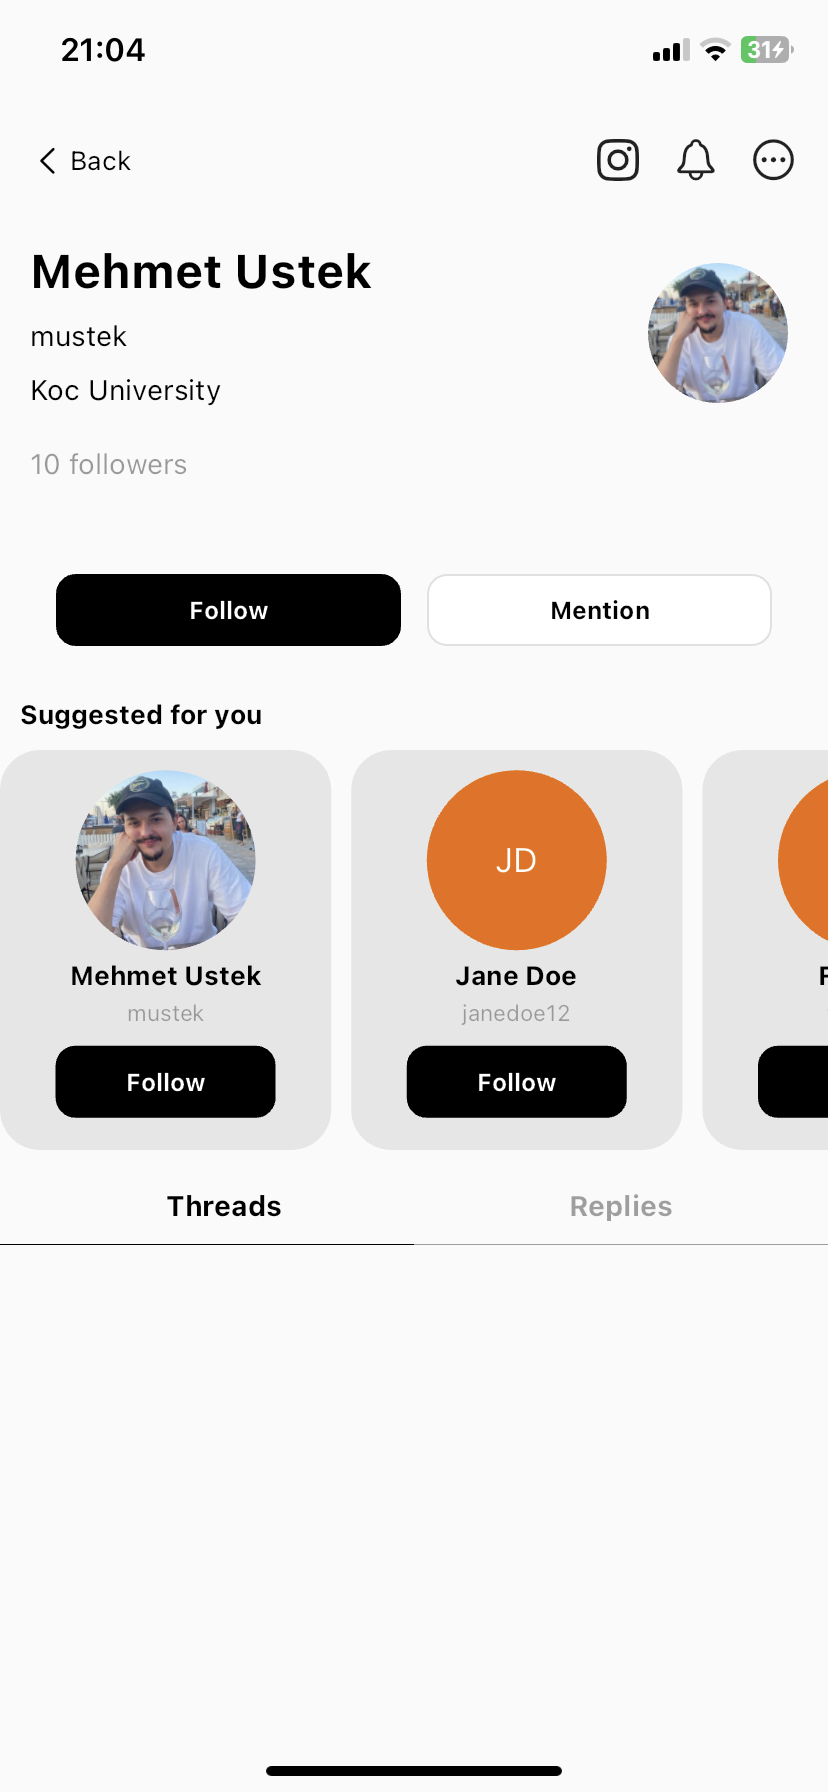 21:04
31
Back
Mehmet Ustek
mustek
Koc University
10 followers
Follow
Mention
Suggested for you
JD
Mehmet Ustek
Jane Doe
F
mustek
janedoe12
Follow
Follow
Threads
Replies